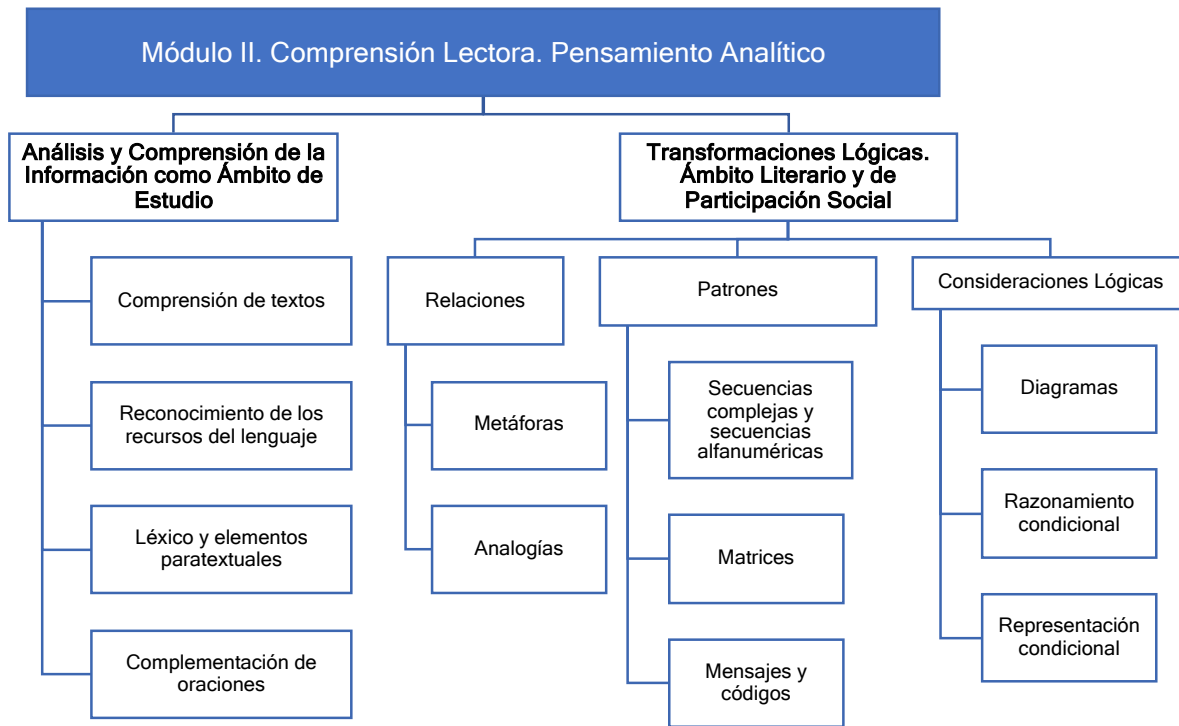 Módulo II. Comprensión Lectora. Pensamiento Analítico
Análisis y Comprensión de la
Información como Ámbito de
Estudio
Comprensión de textos
Reconocimiento de los
recursos del lenguaje
Léxico y elementos
paratextuales
Complementación de
oraciones
Transformaciones Lógicas.
Ámbito Literario y de
Participación Social
Relaciones
Metáforas
Analogías
Patrones
Secuencias
complejas y
secuencias
alfanuméricas
Matrices
Mensajes y
códigos
Consideraciones Lógicas
Diagramas
Razonamiento
condicional
Representación
condicional